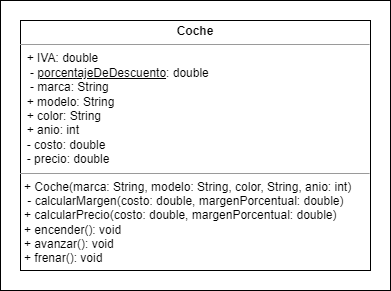 Coche
+ IVA: double
- porcentajeDeDescuento: double
- marca: String
+ modelo: String
+ color: String
+ anio: int
- costo: double
- precio: double
+ Coche(marca: String, modelo: String, color, String, anio: int)
- calcularMargen(costo: double, margenPorcentual: double)
+ calcularPrecio(costo: double, margenPorcentual: double)
+ encender(): void
+ avanzar(): void
+ frenar(): void